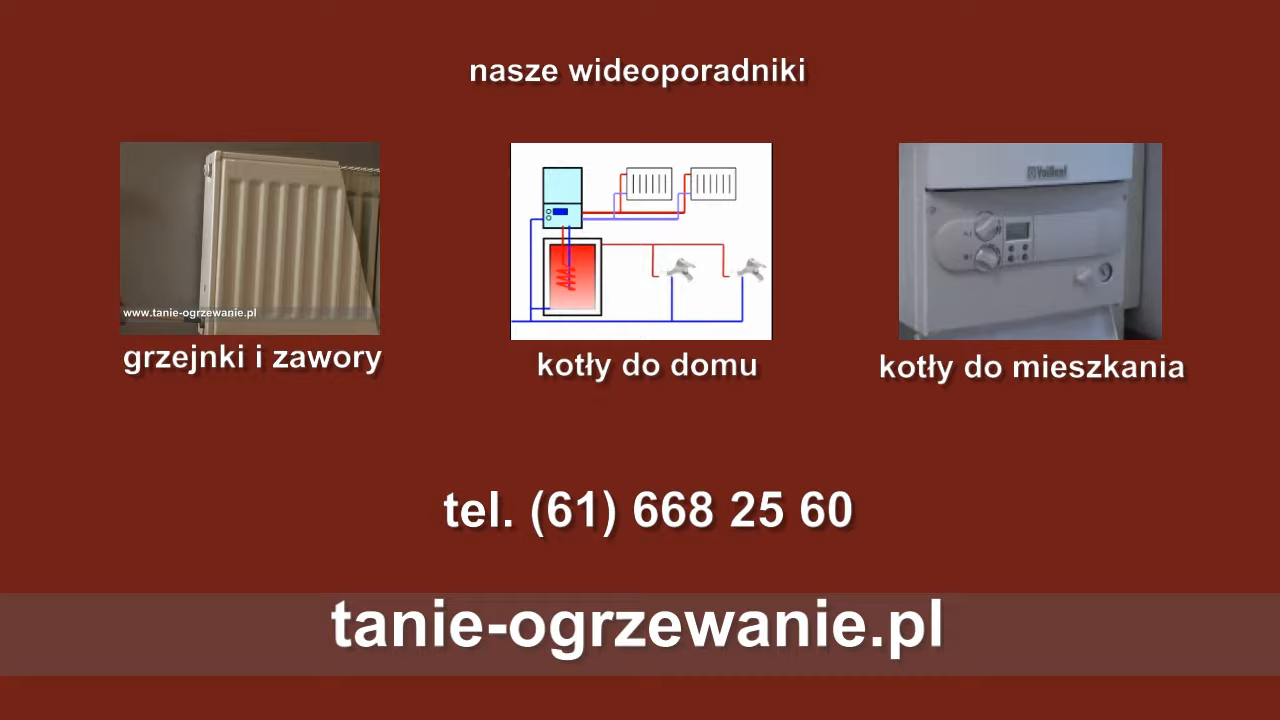 nasze wideoporadniki
Vaillant
www.tanie-ogrzewanie.pl
grzejnki i zawory
kotły do domu
kotły do mieszkania
tel. (61) 668 25 60
tanie-ogrzewanie.pl